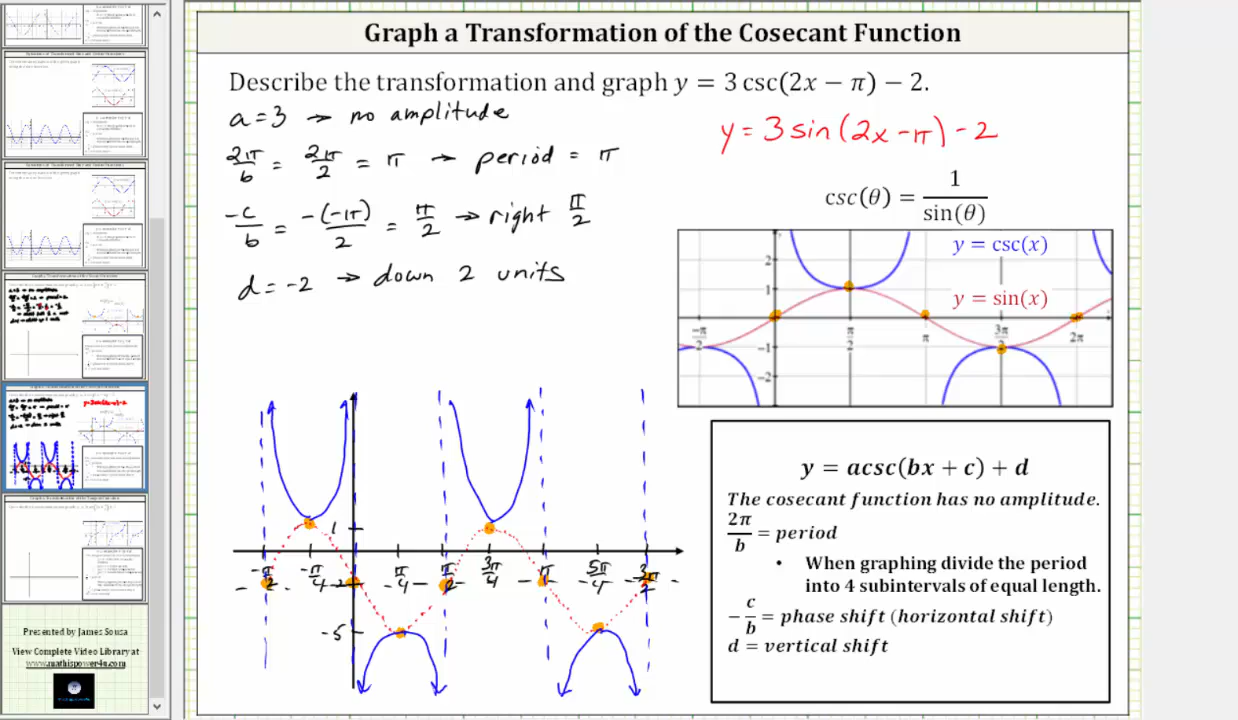 Graph a Transformation of the Cosecant Function
Describe the transformation and graph y = 3 csc(2x − π) − 2.
a = 3 → no amplitude
2π/b = 2π/2 = π → period = π
-c/b = -(-π)/2 = π/2 → right π/2
d = -2 → down 2 units
y = 3 sin(2x - π) - 2
csc(θ) = 1/sin(θ)
y = csc(x)
y = sin(x)
2
1
-π/2
π/2
π
3π/2
2π
-1
-2
1
-π/2
-π/4
π/4
π/2
3π/4
π
5π/4
3π/2
-2
-5
y = acsc(bx + c) + d
The cosecant function has no amplitude.
2π/b = period
• When graphing divide the period
into 4 subintervals of equal length.
−c/b = phase shift (horizontal shift)
d = vertical shift
Presented by James Sousa
View Complete Video Library at
www.mathispower4u.com